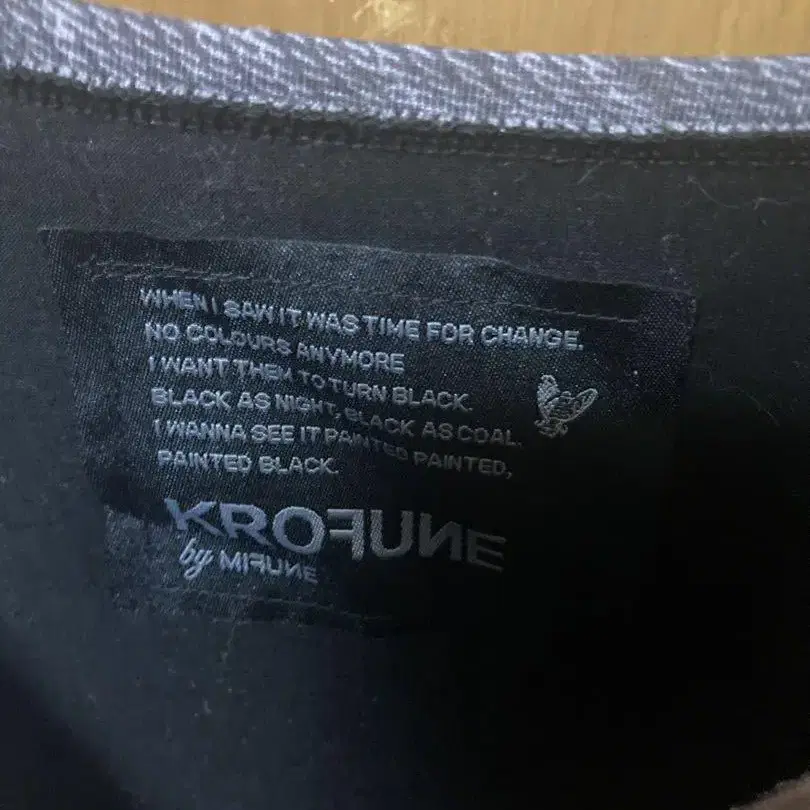 WHEN I SAW IT WAS TIME FOR CHANGE.
NO COLOURS ANYMORE
I WANT THEM TO TURN BLACK.
BLACK AS NIGHT, BLACK AS COAL.
I WANNA SEE IT PAINTED PAINTED,
PAINTED BLACK.
KROFUNE
by MIFUNE